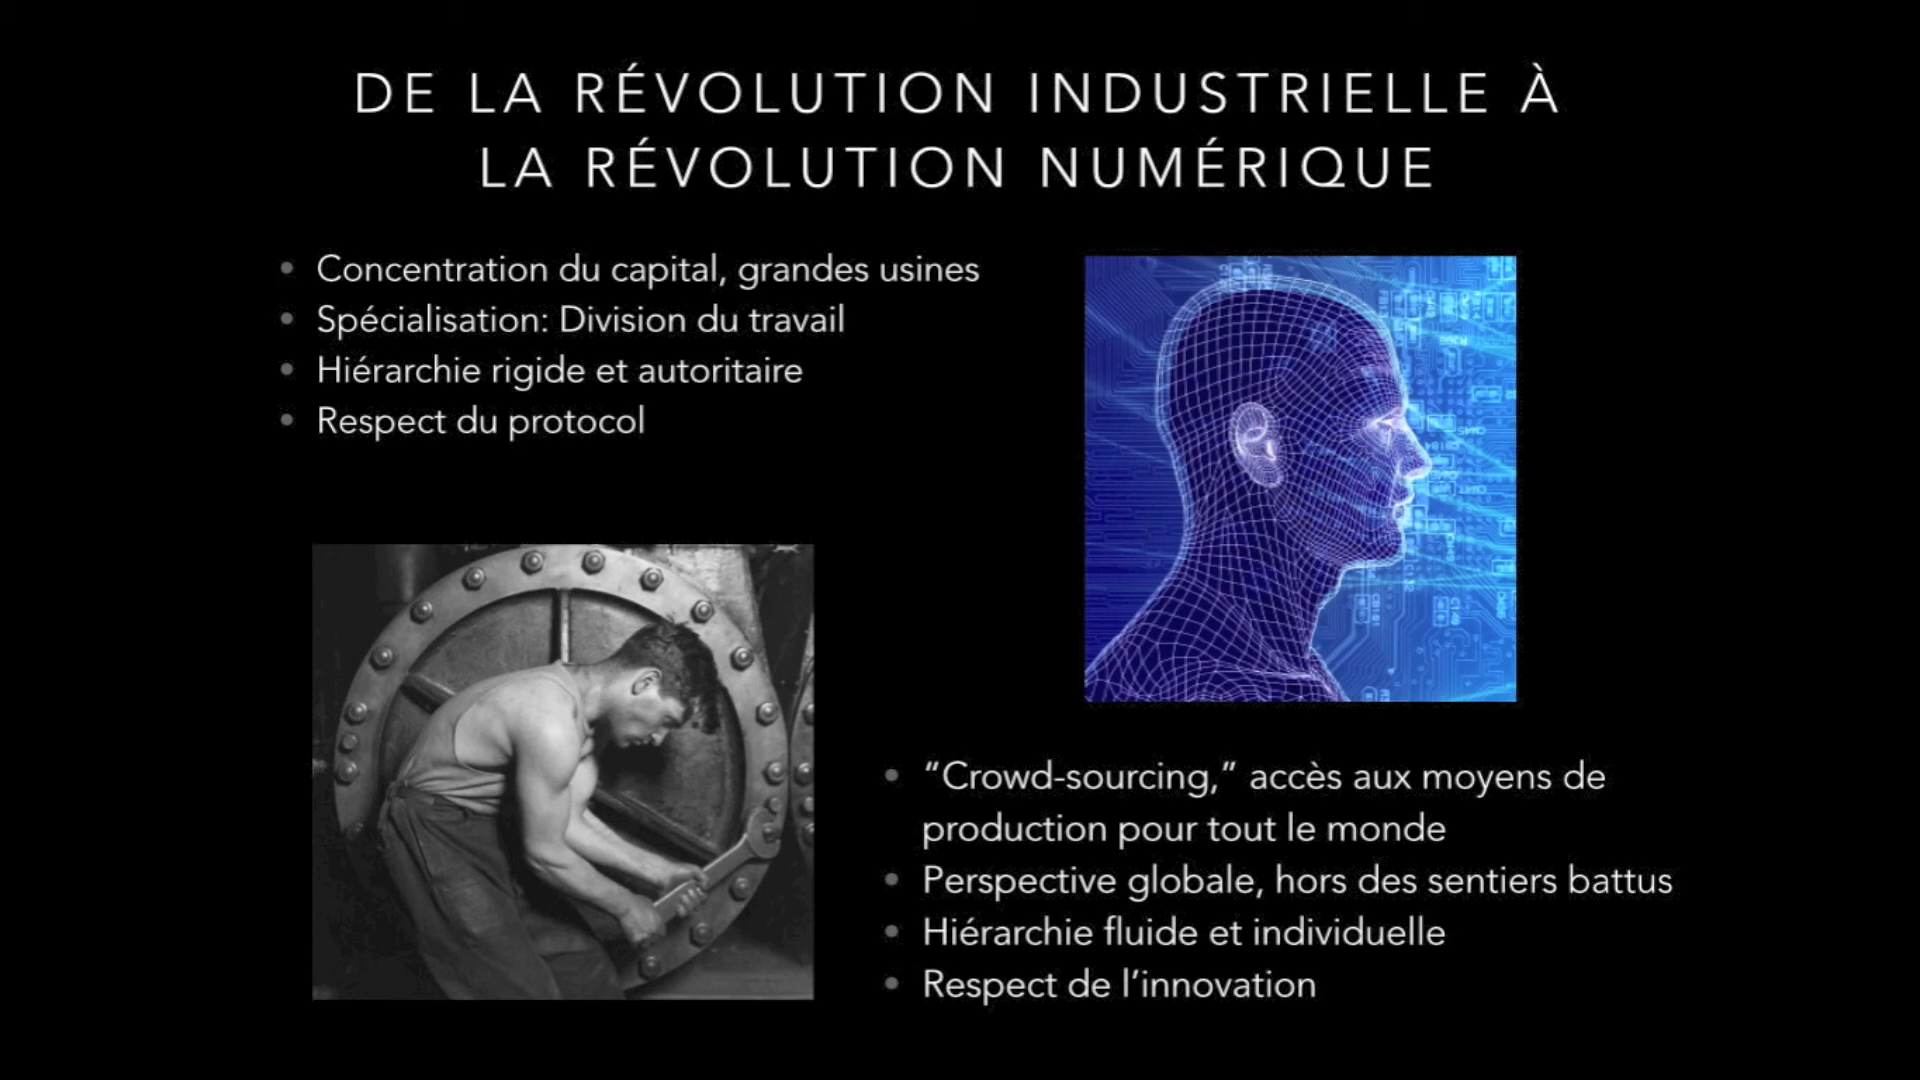 DE LA RÉVOLUTION INDUSTRIELLE À
LA RÉVOLUTION NUMÉRIQUE
• Concentration du capital, grandes usines
• Spécialisation: Division du travail
• Hiérarchie rigide et autoritaire
• Respect du protocol
• “Crowd-sourcing,” accès aux moyens de
production pour tout le monde
• Perspective globale, hors des sentiers battus
• Hiérarchie fluide et individuelle
• Respect de l’innovation